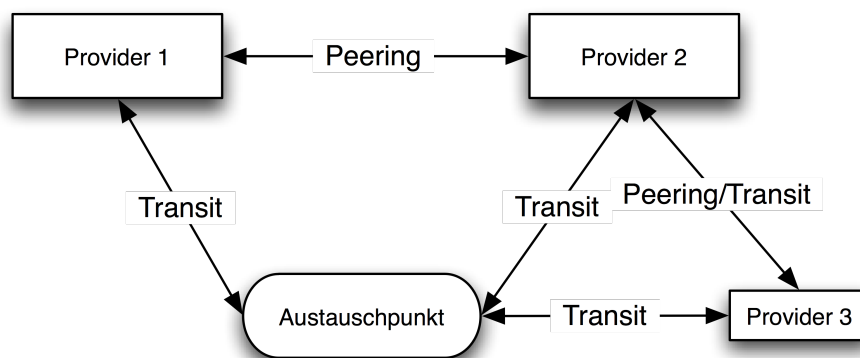 Provider 1
Peering
Provider 2
Transit
Transit
Peering/Transit
Austauschpunkt
Transit
Provider 3